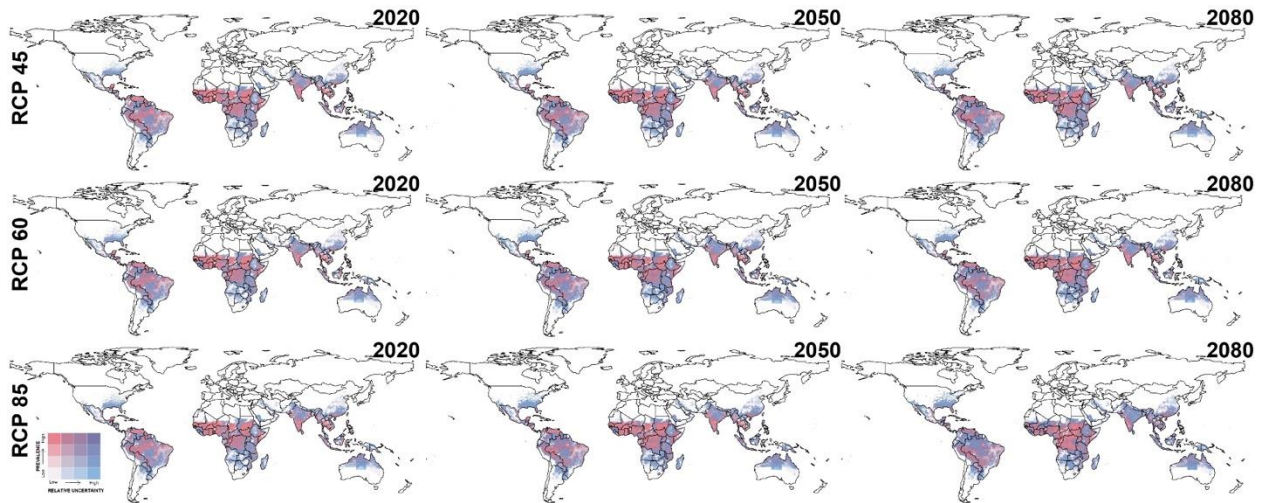 2020
2050
2080
RCP 45
2020
2050
2080
RCP 60
2020
2050
2080
RCP 85
High
PREVALENCE
Low
Low
High
RELATIVE UNCERTAINTY